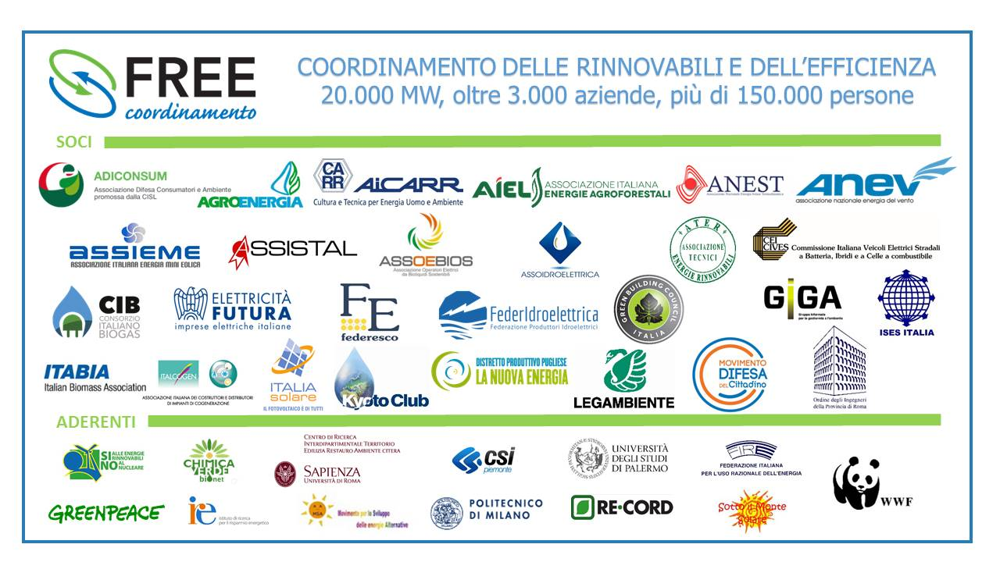 FREE
coordinamento
COORDINAMENTO DELLE RINNOVABILI E DELL'EFFICIENZA
20.000 MW, oltre 3.000 aziende, più di 150.000 persone
SOCI
ADICONSUM
Associazione Difesa Consumatori e Ambiente
promossa dalla CISL
AGROENERGIA
CA
RR
AiCARR
Cultura e Tecnica per Energia Uomo e Ambiente
AIEL
ASSOCIAZIONE ITALIANA
ENERGIE AGROFORESTALI
ANEST
Associazione Nazionale Energia Solare Termodinamica
ANEV
associazione nazionale energia del vento
ASSIEME
ASSOCIAZIONE ITALIANA ENERGIA MINI EOLICA
ASSISTAL
ASSOEBIOS
Associazione Operatori Elettrici
da Bioliquidi Sostenibili
ASSOIDROELETTRICA
ATER
ASSOCIAZIONE
TECNICI
ENERGIE RINNOVABILI
CEI
CIVES
Commissione Italiana Veicoli Elettrici Stradali
a Batteria, Ibridi e a Celle a combustibile
CIB
CONSORZIO
ITALIANO
BIOGAS
ELETTRICITÀ
FUTURA
imprese elettriche italiane
FE
federesco
FederIdroelettrica
Federazione Produttori Idroelettrici
GREEN BUILDING COUNCIL
ITALIA
GiGA
Gruppo Informale
per la geotermia e l'ambiente
ISES ITALIA
ITABIA
Italian Biomass Association
ITALCOGEN
ASSOCIAZIONE ITALIANA DEI COSTRUTTORI E DISTRIBUTORI
DI IMPIANTI DI COGENERAZIONE
ITALIA
solare
IL FOTOVOLTAICO È DI TUTTI
Kyoto Club
DISTRETTO PRODUTTIVO PUGLIESE
LA NUOVA ENERGIA
LEGAMBIENTE
MOVIMENTO
DIFESA
DEL Cittadino
Ordine degli Ingegneri
della Provincia di Roma
ADERENTI
SI ALLE ENERGIE
RINNOVABILI
NO AL
NUCLEARE
CHIMICA
VERDE
bionet
CENTRO DI RICERCA
INTERDIPARTIMENTALE TERRITORIO
EDILIZIA RESTAURO AMBIENTE CITERA
SAPIENZA
UNIVERSITÀ DI ROMA
CSI
piemonte
UNIVERSITÀ
DEGLI STUDI
DI PALERMO
FIRE
FEDERAZIONE ITALIANA
PER L'USO RAZIONALE DELL'ENERGIA
WWF
GREENPEACE
ire
istituto di ricerca
per il risparmio energetico
MSA
Movimento per lo Sviluppo
delle energie Alternative
POLITECNICO
DI MILANO
RE-CORD
Sotto il Monte
Solare